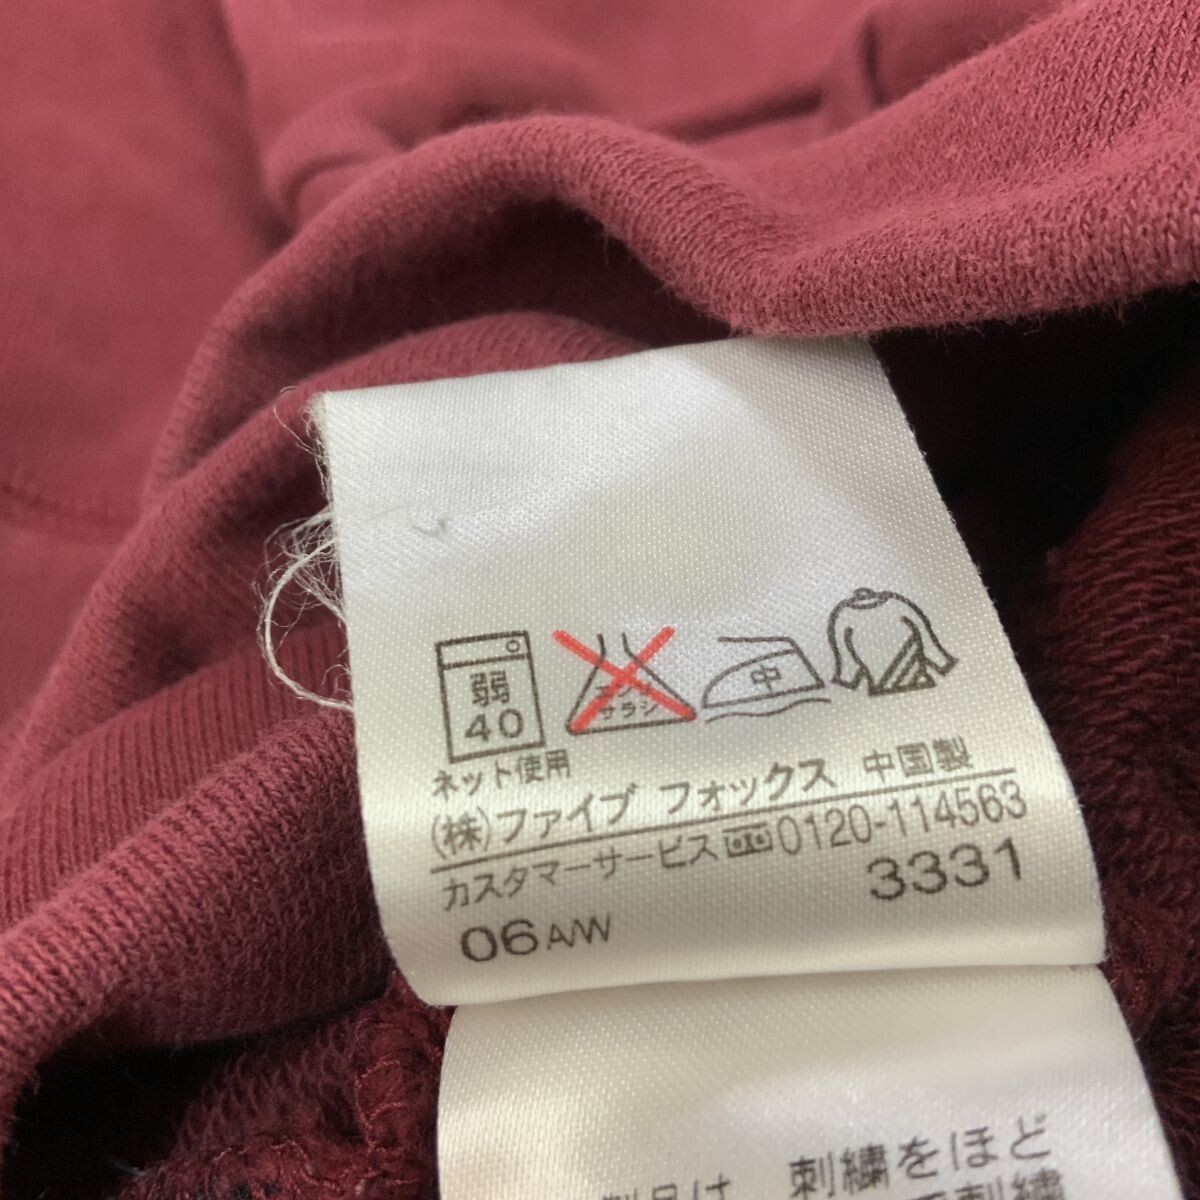 弱
40
エンソ
サラシ
中
ネット使用
(株)ファイブ フォックス 中国製
カスタマーサービス 0120-114563
3331
06 A/W
刺繍をほど